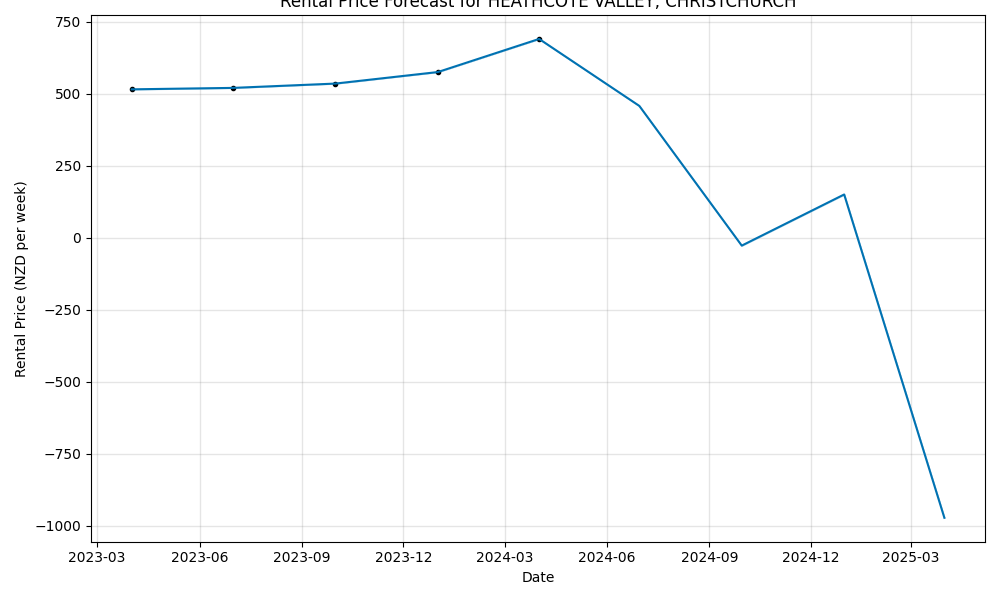 Rental Price Forecast for HEATHCOTE VALLEY, CHRISTCHURCH
750
500
250
0
−250
−500
−750
−1000
Rental Price (NZD per week)
2023-03 2023-06 2023-09 2023-12 2024-03 2024-06 2024-09 2024-12 2025-03
Date